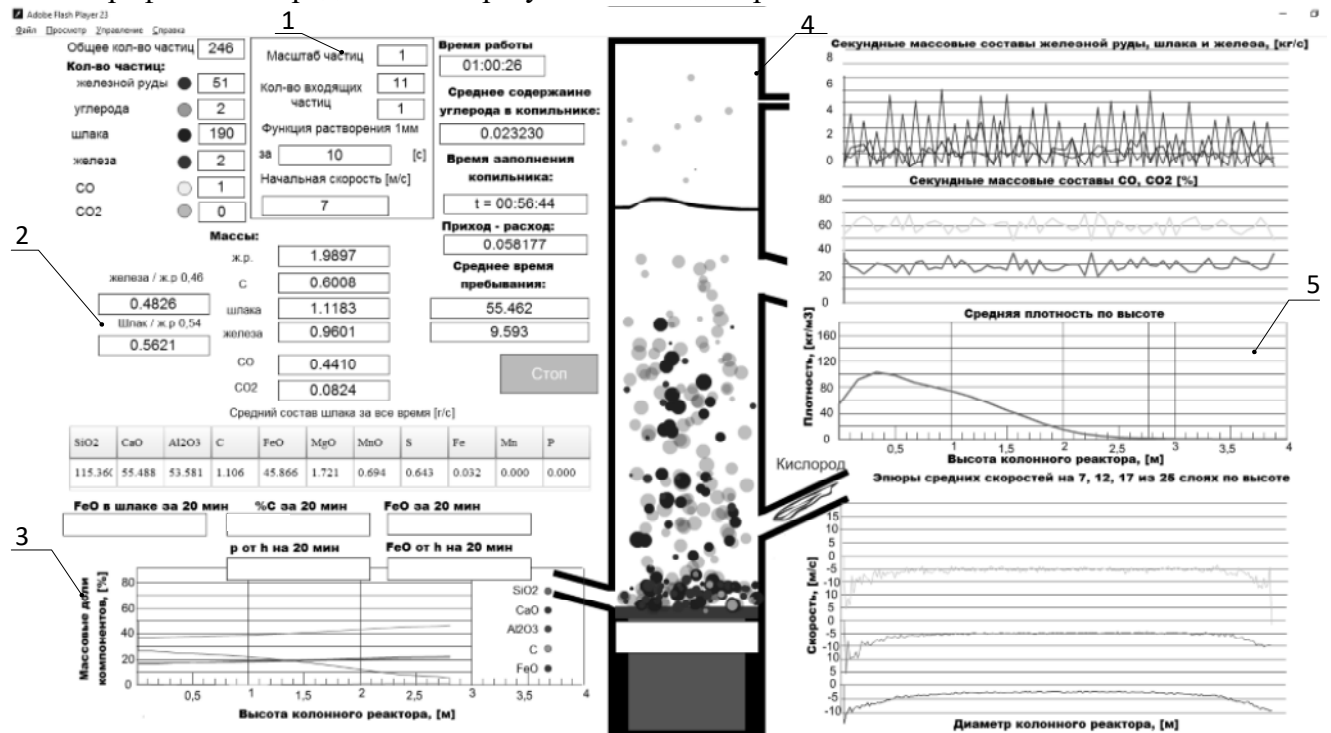 Adobe Flash Player 23
Файл Просмотр Управление Справка
1
4
Общее кол-во частиц 246
Кол-во частиц:
железной руды 51
углерода 2
шлака 190
железа 2
CO 1
CO2 0
Масштаб частиц 1
Кол-во входящих 11
частиц 1
Функция растворения 1мм
за 10 [с]
Начальная скорость [м/с]
7
Время работы
01:00:26
Среднее содержаине
углерода в копильнике:
0.023230
Время заполнения
копильника:
t = 00:56:44
Приход - расход:
0.058177
Среднее время
пребывания:
55.462
9.593
Стоп
2
железа / ж.р 0,46
0.4826
Шлак / ж.р 0,54
0.5621
Массы:
ж.р. 1.9897
C 0.6008
шлака 1.1183
железа 0.9601
CO 0.4410
CO2 0.0824
Средний состав шлака за все время [г/с]
SiO2 CaO Al2O3 C FeO MgO MnO S Fe Mn P
115.36 55.488 53.581 1.106 45.866 1.721 0.694 0.643 0.032 0.000 0.000
FeO в шлаке за 20 мин %C за 20 мин FeO за 20 мин
p от h на 20 мин FeO от h на 20 мин
3
Массовые доли
компонентов, [%]
80
60
40
20
0
0,5 1 1,5 2 2,5 3 3,5 4
Высота колонного реактора, [м]
SiO2
CaO
Al2O3
C
FeO
Кислород
Секундные массовые составы железной руды, шлака и железа, [кг/с]
8
6
4
2
0
Секундные массовые составы CO, CO2 [%]
80
60
40
20
0
5
Средняя плотность по высоте
Плотность, [кг/м3]
160
120
80
40
0
0,5 1 1,5 2 2,5 3 3,5 4
Высота колонного реактора, [м]
Эпюры средних скоростей на 7, 12, 17 из 25 слоях по высоте
Скорость, [м/с]
15
10
5
0
-5
-10
5
0
-5
-10
5
0
-5
-10
Диаметр колонного реактора, [м]